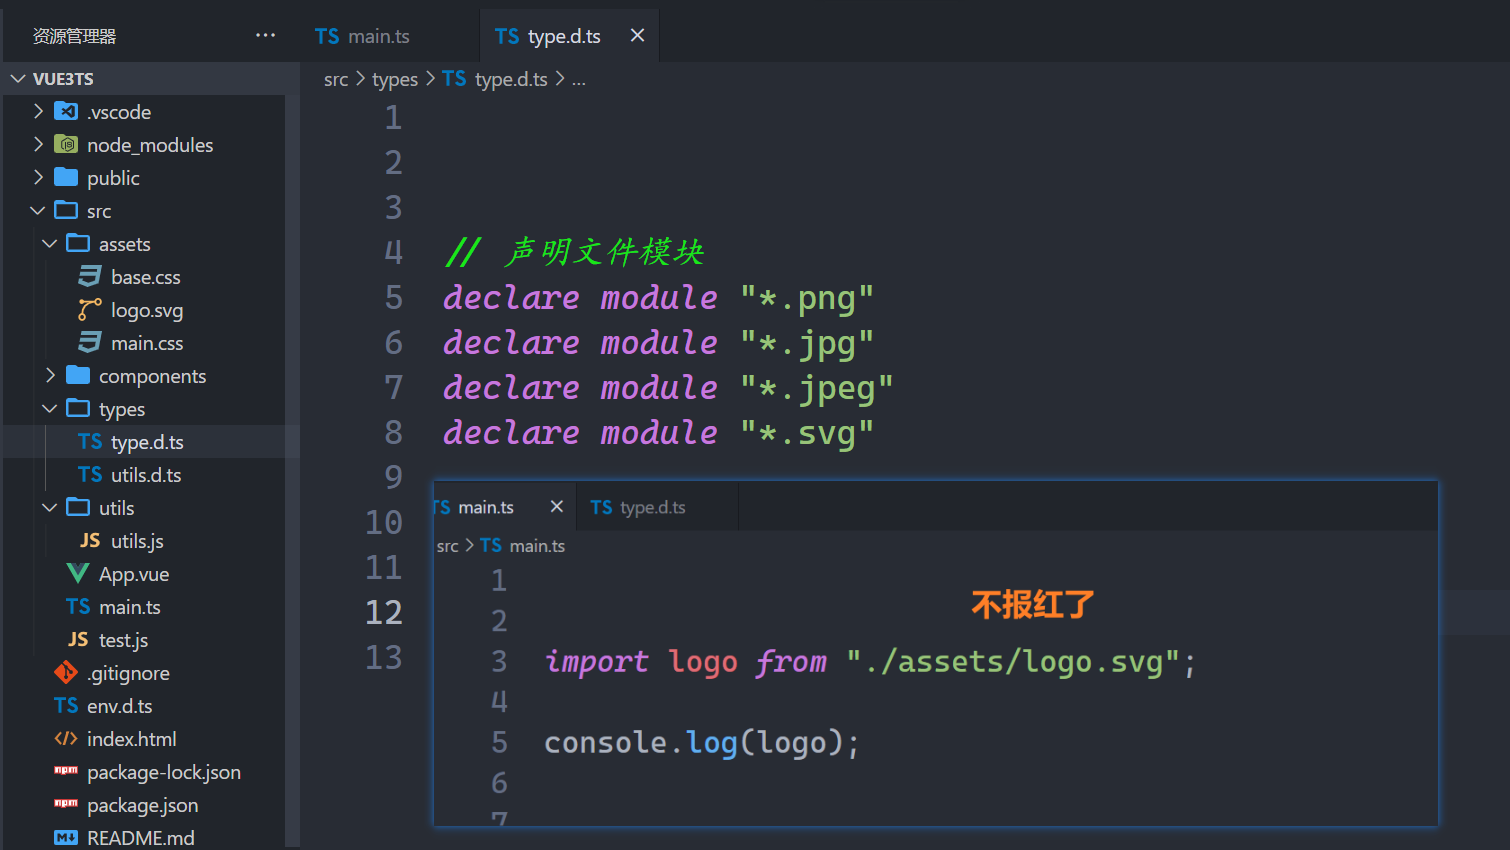 资源管理器
···
TS main.ts
TS type.d.ts ×
VUE3TS
.vscode
node_modules
public
src
assets
base.css
logo.svg
main.css
components
types
TS type.d.ts
TS utils.d.ts
utils
JS utils.js
App.vue
TS main.ts
JS test.js
.gitignore
TS env.d.ts
</> index.html
npm package-lock.json
npm package.json
M↓ README.md
src > types > TS type.d.ts > ...
1
2
3
4 // 声明文件模块
5 declare module "*.png"
6 declare module "*.jpg"
7 declare module "*.jpeg"
8 declare module "*.svg"
9
10
11
12
13
TS main.ts ×
TS type.d.ts
src > TS main.ts
1
不报红了
2
3 import logo from "./assets/logo.svg";
4
5 console.log(logo);
6
7